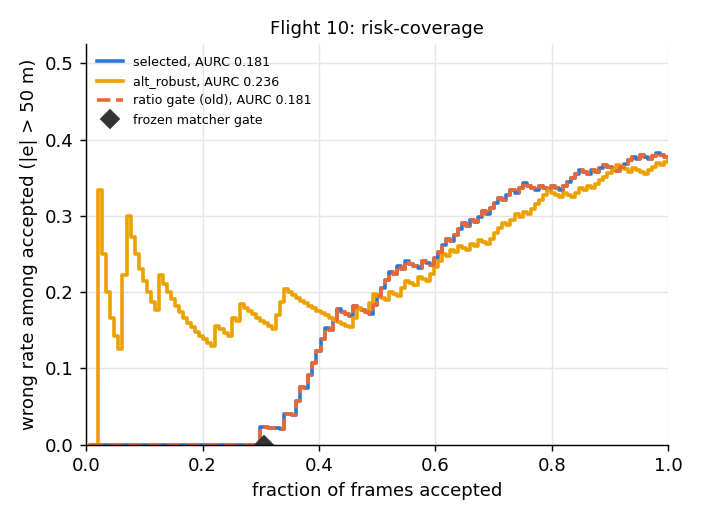 Flight 10: risk-coverage
wrong rate among accepted (|e| > 50 m)
0.5
0.4
0.3
0.2
0.1
0.0
selected, AURC 0.181
alt_robust, AURC 0.236
ratio gate (old), AURC 0.181
frozen matcher gate
0.0 0.2 0.4 0.6 0.8 1.0
fraction of frames accepted